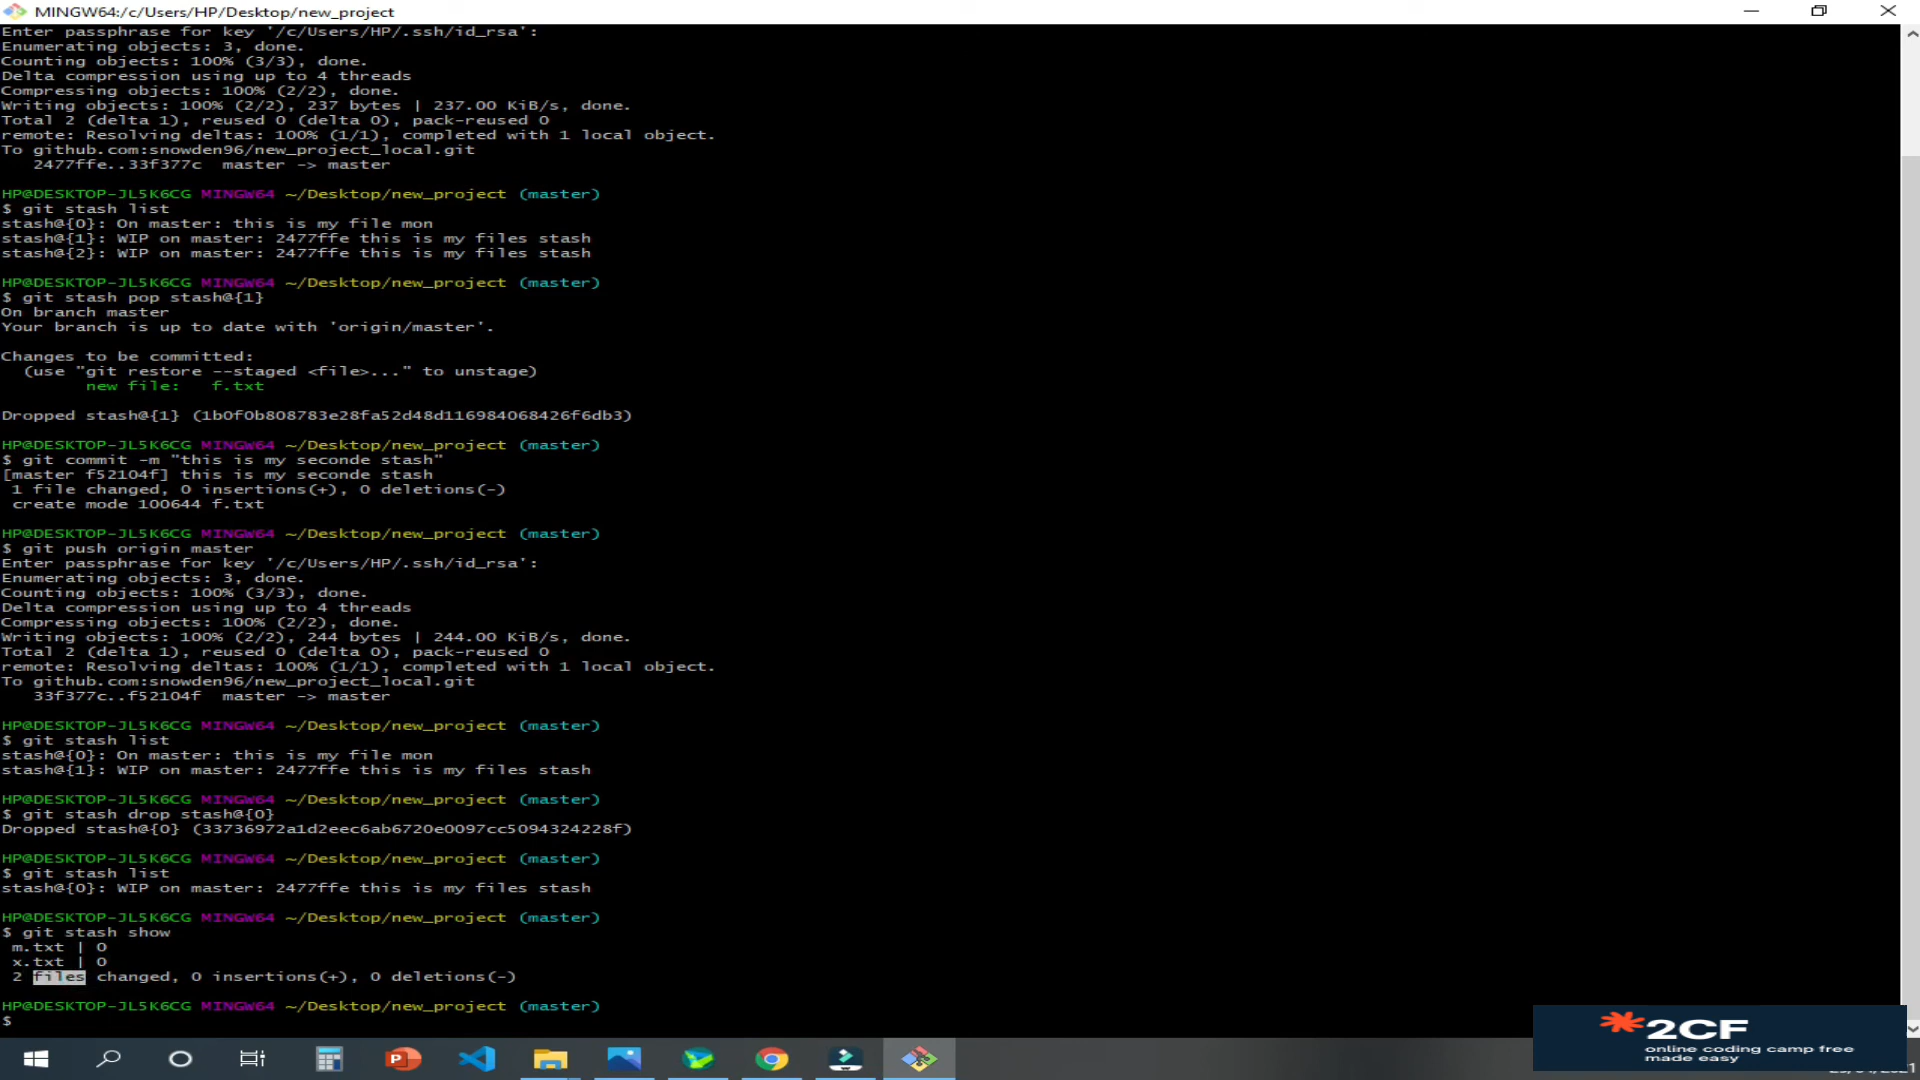 MINGW64:/c/Users/HP/Desktop/new_project
Enter passphrase for key '/c/Users/HP/.ssh/id_rsa':
Enumerating objects: 3, done.
Counting objects: 100% (3/3), done.
Delta compression using up to 4 threads
Compressing objects: 100% (2/2), done.
Writing objects: 100% (2/2), 237 bytes | 237.00 KiB/s, done.
Total 2 (delta 1), reused 0 (delta 0), pack-reused 0
remote: Resolving deltas: 100% (1/1), completed with 1 local object.
To github.com:snowden96/new_project_local.git
2477ffe..33f377c master -> master
HP@DESKTOP-JL5K6CG MINGW64 ~/Desktop/new_project (master)
$ git stash list
stash@{0}: On master: this is my file mon
stash@{1}: WIP on master: 2477ffe this is my files stash
stash@{2}: WIP on master: 2477ffe this is my files stash
HP@DESKTOP-JL5K6CG MINGW64 ~/Desktop/new_project (master)
$ git stash pop stash@{1}
On branch master
Your branch is up to date with 'origin/master'.
Changes to be committed:
(use "git restore --staged <file>..." to unstage)
new file: f.txt
Dropped stash@{1} (1b0f0b808783e28fa52d48d116984068426f6db3)
HP@DESKTOP-JL5K6CG MINGW64 ~/Desktop/new_project (master)
$ git commit -m "this is my seconde stash"
[master f52104f] this is my seconde stash
1 file changed, 0 insertions(+), 0 deletions(-)
create mode 100644 f.txt
HP@DESKTOP-JL5K6CG MINGW64 ~/Desktop/new_project (master)
$ git push origin master
Enter passphrase for key '/c/Users/HP/.ssh/id_rsa':
Enumerating objects: 3, done.
Counting objects: 100% (3/3), done.
Delta compression using up to 4 threads
Compressing objects: 100% (2/2), done.
Writing objects: 100% (2/2), 244 bytes | 244.00 KiB/s, done.
Total 2 (delta 1), reused 0 (delta 0), pack-reused 0
remote: Resolving deltas: 100% (1/1), completed with 1 local object.
To github.com:snowden96/new_project_local.git
33f377c..f52104f master -> master
HP@DESKTOP-JL5K6CG MINGW64 ~/Desktop/new_project (master)
$ git stash list
stash@{0}: On master: this is my file mon
stash@{1}: WIP on master: 2477ffe this is my files stash
HP@DESKTOP-JL5K6CG MINGW64 ~/Desktop/new_project (master)
$ git stash drop stash@{0}
Dropped stash@{0} (33736972a1d2eec6ab6720e0097cc5094324228f)
HP@DESKTOP-JL5K6CG MINGW64 ~/Desktop/new_project (master)
$ git stash list
stash@{0}: WIP on master: 2477ffe this is my files stash
HP@DESKTOP-JL5K6CG MINGW64 ~/Desktop/new_project (master)
$ git stash show
m.txt | 0
x.txt | 0
2 files changed, 0 insertions(+), 0 deletions(-)
HP@DESKTOP-JL5K6CG MINGW64 ~/Desktop/new_project (master)
$
2CF
online coding camp free
made easy